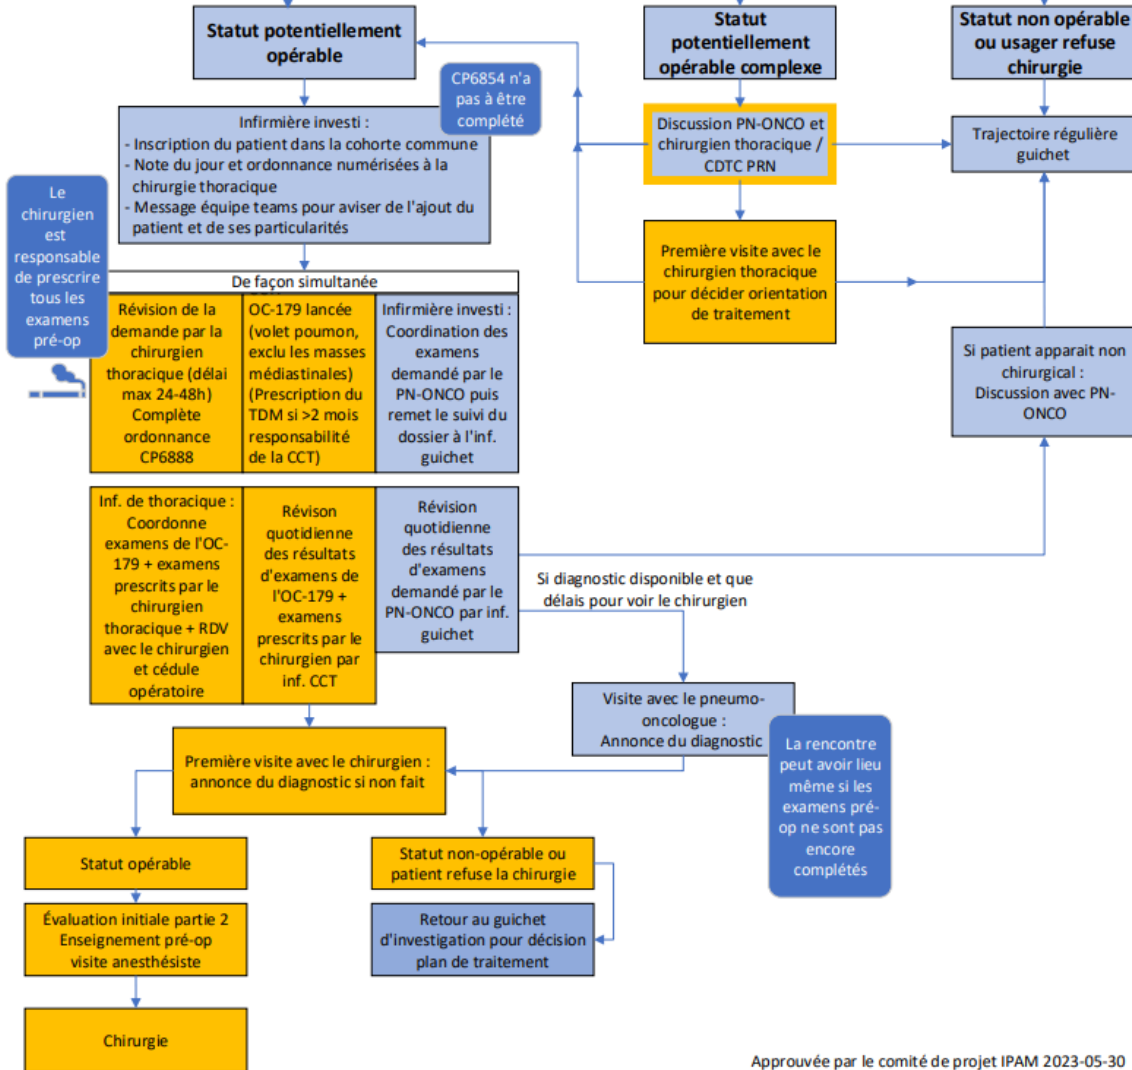 Statut potentiellement
opérable
Statut
potentiellement
opérable complexe
Statut non opérable
ou usager refuse
chirurgie
CP6854 n'a
pas à être
complété
Infirmière investi :
- Inscription du patient dans la cohorte commune
- Note du jour et ordonnance numérisées à la
chirurgie thoracique
- Message équipe teams pour aviser de l'ajout du
patient et de ses particularités
Discussion PN-ONCO et
chirurgien thoracique /
CDTC PRN
Trajectoire régulière
guichet
Le
chirurgien
est
responsable
de prescrire
tous les
examens
pré-op
Première visite avec le
chirurgien thoracique
pour décider orientation
de traitement
De façon simultanée
Révision de la
demande par la
chirurgien
thoracique (délai
max 24-48h)
Complète
ordonnance
CP6888
OC-179 lancée
(volet poumon,
exclu les masses
médiastinales)
(Prescription du
TDM si >2 mois
responsabilité
de la CCT)
Infirmière investi :
Coordination des
examens
demandé par le
PN-ONCO puis
remet le suivi du
dossier à l'inf.
guichet
Si patient apparait non
chirurgical :
Discussion avec PN-
ONCO
Inf. de thoracique :
Coordonne
examens de l'OC-
179 + examens
prescrits par le
chirurgien
thoracique + RDV
avec le chirurgien
et cédule
opératoire
Révison
quotidienne
des résultats
d'examens de
l'OC-179 +
examens
prescrits par le
chirurgien par
inf. CCT
Révision
quotidienne
des résultats
d'examens
demandé par le
PN-ONCO par inf.
guichet
Si diagnostic disponible et que
délais pour voir le chirurgien
Visite avec le pneumo-
oncologue :
Annonce du diagnostic
La rencontre
peut avoir lieu
même si les
examens pré-
op ne sont pas
encore
complétés
Première visite avec le chirurgien :
annonce du diagnostic si non fait
Statut opérable
Statut non-opérable ou
patient refuse la chirurgie
Évaluation initiale partie 2
Enseignement pré-op
visite anesthésiste
Retour au guichet
d'investigation pour décision
plan de traitement
Chirurgie
Approuvée par le comité de projet IPAM 2023-05-30